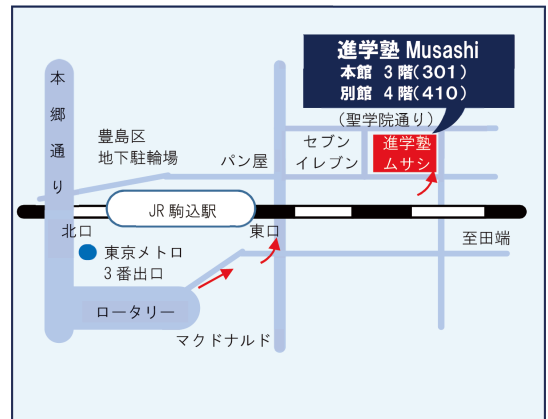 進学塾 Musashi
本館 3 階(301)
別館 4 階(410)
(聖学院通り)
本郷通り
豊島区
地下駐輪場
パン屋
セブン
イレブン
進学塾
ムサシ
JR 駒込駅
北口
東口
至田端
東京メトロ
3 番出口
ロータリー
マクドナルド